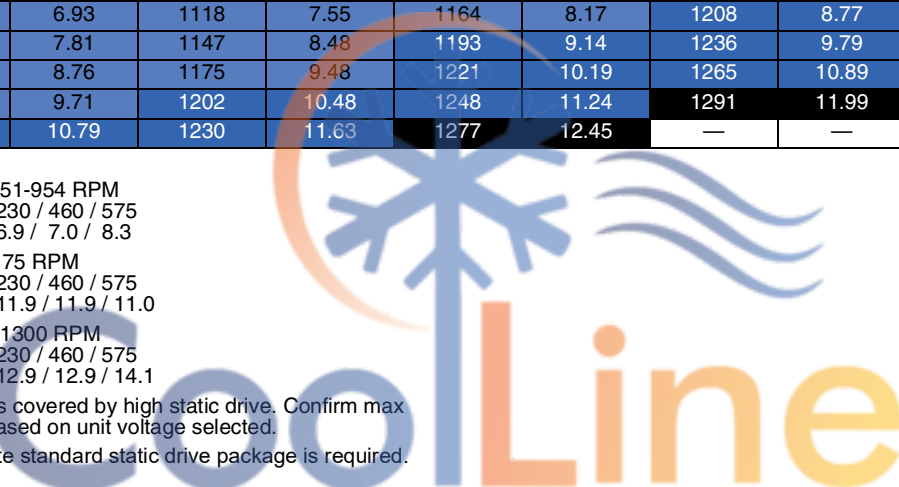 6.93 1118 7.55 1164 8.17 1208 8.77
7.81 1147 8.48 1193 9.14 1236 9.79
8.76 1175 9.48 1221 10.19 1265 10.89
9.71 1202 10.48 1248 11.24 1291 11.99
10.79 1230 11.63 1277 12.45 — —
51-954 RPM
230 / 460 / 575
6.9 / 7.0 / 8.3
75 RPM
230 / 460 / 575
11.9 / 11.9 / 11.0
1300 RPM
230 / 460 / 575
12.9 / 12.9 / 14.1
s covered by high static drive. Confirm max
ased on unit voltage selected.
te standard static drive package is required.
CoolLine